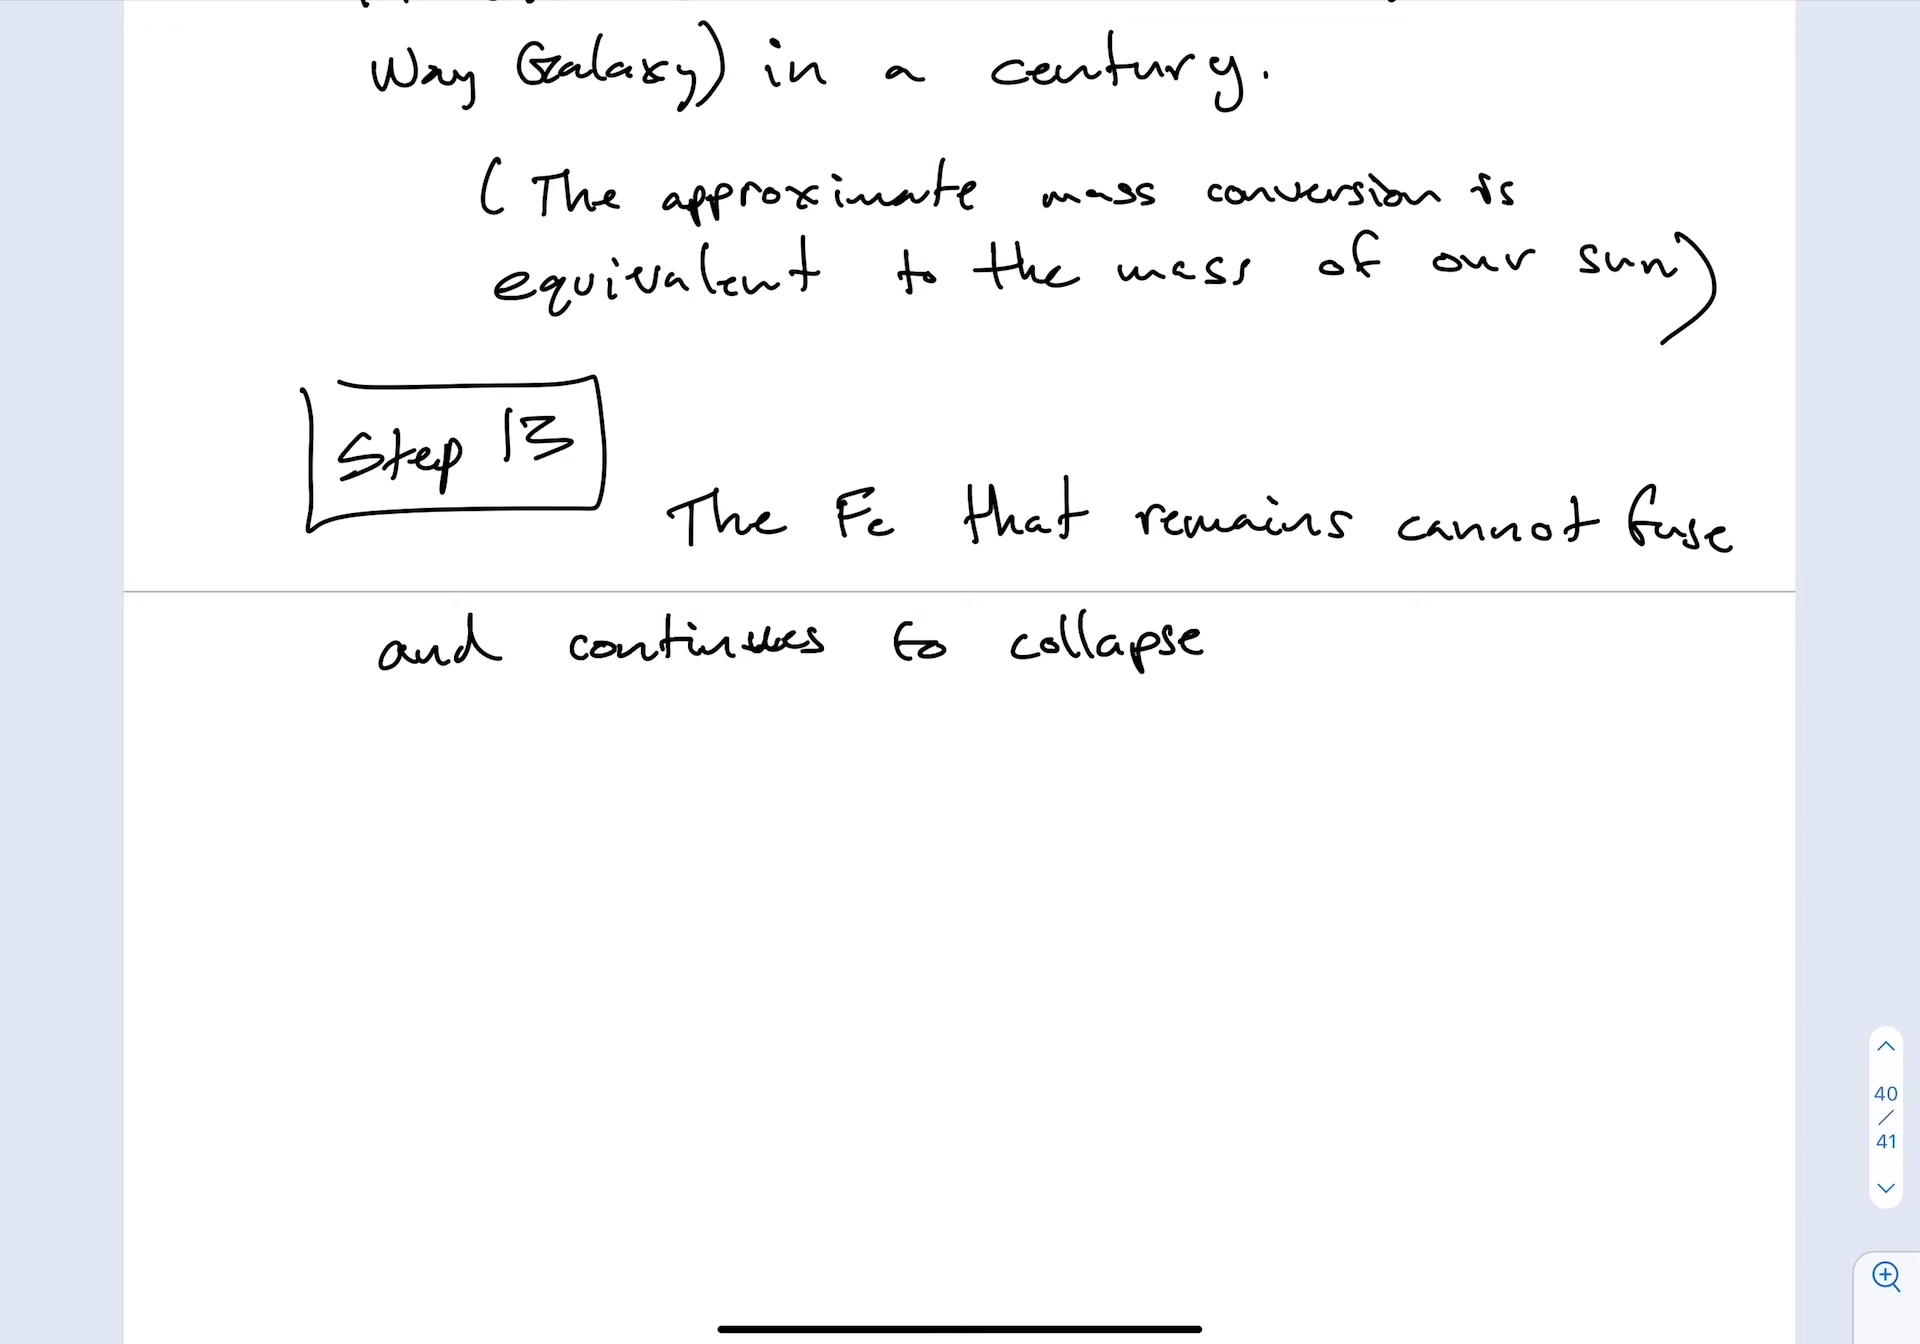 Way Galaxy) in a century.
(The approximate mass conversion is
equivalent to the mass of our sun)
Step 13
The Fe that remains cannot fuse
and continues to collapse
40
/
41